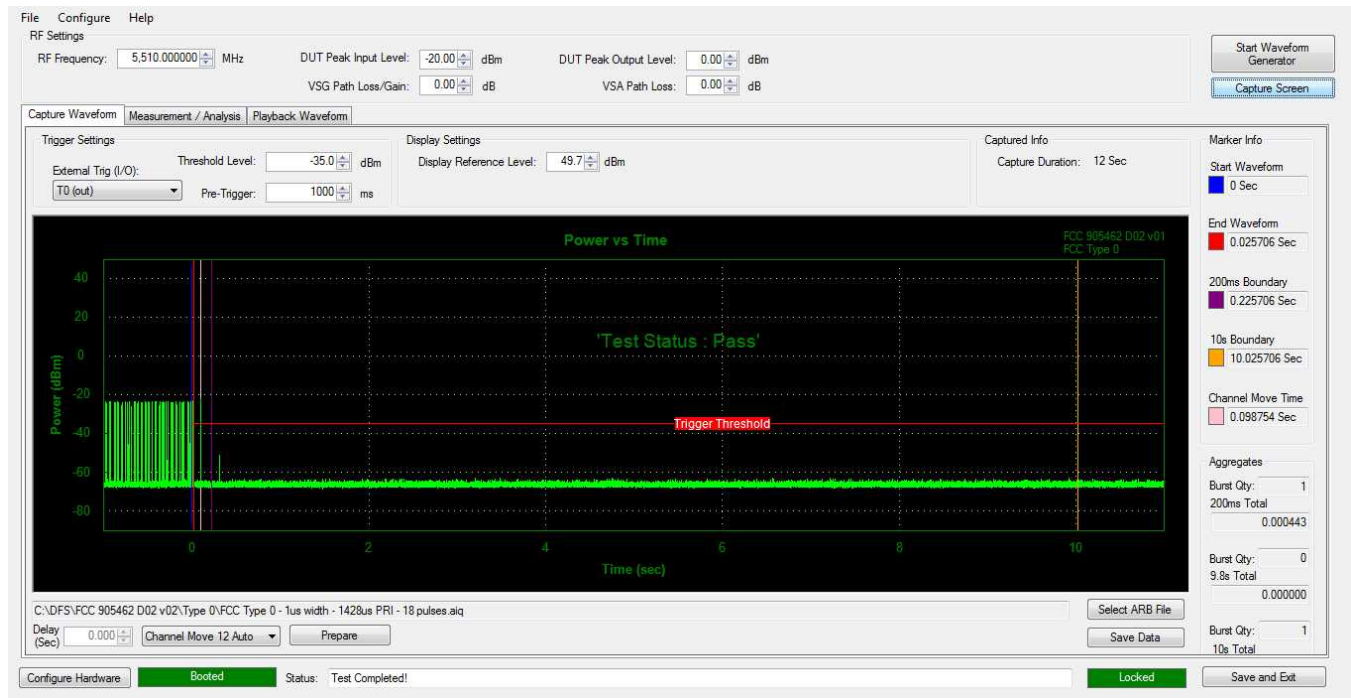 File Configure Help
RF Settings
RF Frequency: 5,510.000000 MHz DUT Peak Input Level: -20.00 dBm DUT Peak Output Level: 0.00 dBm
VSG Path Loss/Gain: 0.00 dB VSA Path Loss: 0.00 dB
Start Waveform
Generator
Capture Screen
Capture Waveform Measurement / Analysis Playback Waveform
Trigger Settings
External Trig (I/O):
T0 (out)
Threshold Level: -35.0 dBm
Pre-Trigger: 1000 ms
Display Settings
Display Reference Level: 49.7 dBm
Captured Info
Capture Duration: 12 Sec
Marker Info
Start Waveform
0 Sec
End Waveform
0.025706 Sec
200ms Boundary
0.225706 Sec
10s Boundary
10.025706 Sec
Channel Move Time
0.098754 Sec
Aggregates
Burst Qty: 1
200ms Total
0.000443
Burst Qty: 0
9.8s Total
0.000000
Burst Qty: 1
10s Total
Power vs Time
FCC 905462 D02 v01
FCC Type 0
'Test Status : Pass'
Trigger Threshold
Power (dBm)
40
20
0
-20
-40
-60
-80
0 2 4 6 8 10
Time (sec)
C:\DFS\FCC 905462 D02 v02\Type 0\FCC Type 0 - 1us width - 1428us PRI - 18 pulses.aiq
Select ARB File
Delay
(Sec)
0.000 Channel Move 12 Auto Prepare
Save Data
Configure Hardware Booted Status: Test Completed! Locked Save and Exit